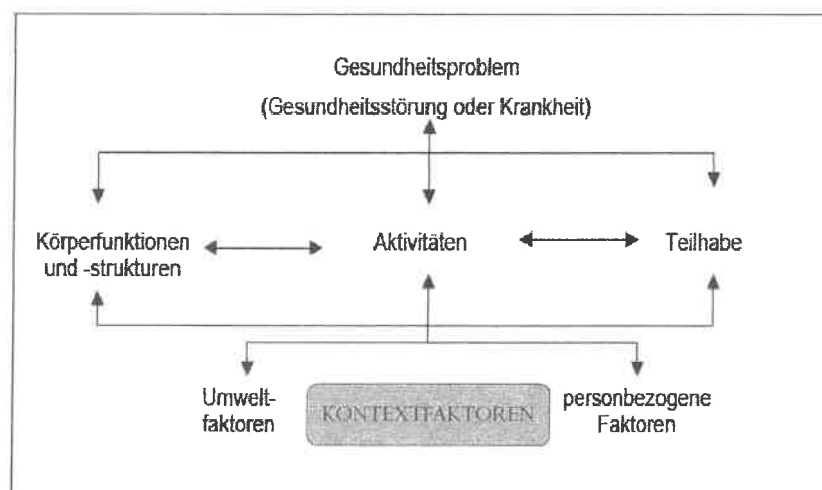 Gesundheitsproblem
(Gesundheitsstörung oder Krankheit)
Körperfunktionen
und -strukturen
Aktivitäten
Teilhabe
Umwelt-
faktoren
KONTEXTFAKTOREN
personbezogene
Faktoren